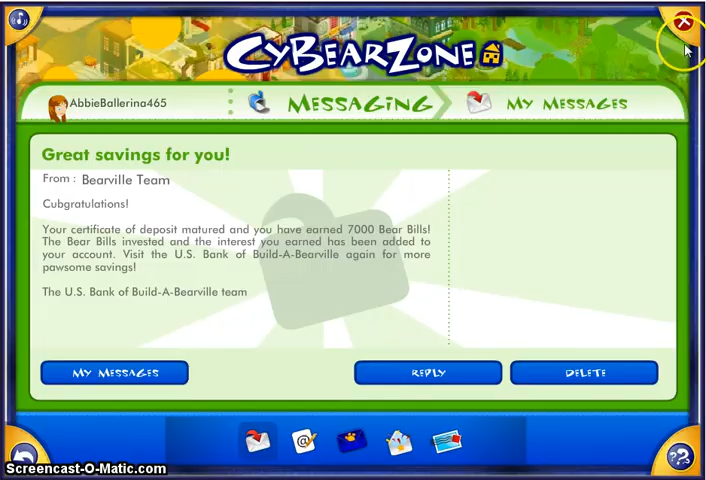 CyBearZone
AbbieBallerina465
Messaging
My Messages
Great savings for you!
From : Bearville Team
Cubgratulations!
Your certificate of deposit matured and you have earned 7000 Bear Bills!
The Bear Bills invested and the interest you earned has been added to
your account. Visit the U.S. Bank of Build-A-Bearville again for more
pawsome savings!
The U.S. Bank of Build-A-Bearville team
My Messages
Reply
Delete
@
??
Screencast-O-Matic.com